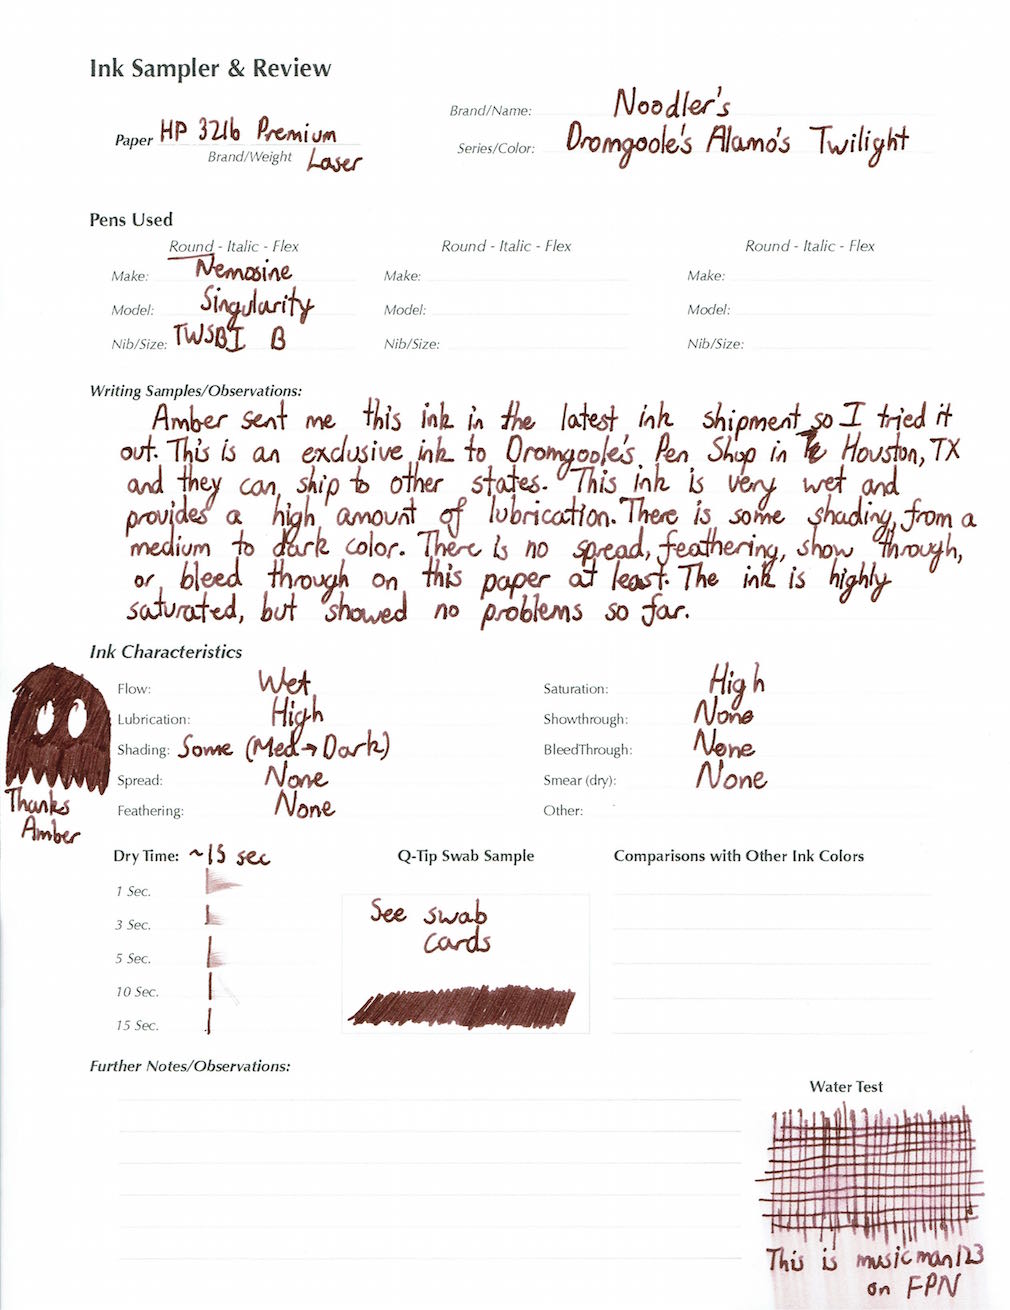 Ink Sampler & Review
Brand/Name: Noodler's
Paper HP 32lb Premium
Brand/Weight Laser
Series/Color: Dromgoole's Alamo's Twilight
Pens Used
Round - Italic - Flex
Round - Italic - Flex
Round - Italic - Flex
Make: Nemosine
Make:
Make:
Model: Singularity
Model:
Model:
Nib/Size: TWSBI B
Nib/Size:
Nib/Size:
Writing Samples/Observations:
Amber sent me this ink in the latest ink shipment so I tried it
out. This is an exclusive ink to Dromgoole's Pen Shop in Houston, TX
and they can ship to other states. This ink is very wet and
provides a high amount of lubrication. There is some shading, from a
medium to dark color. There is no spread, feathering, show through,
or bleed through on this paper at least. The ink is highly
saturated, but showed no problems so far.
Ink Characteristics
Flow: Wet
Saturation: High
Lubrication: High
Showthrough: None
Shading: Some (Med→Dark)
BleedThrough: None
Spread: None
Smear (dry): None
Feathering: None
Other:
Thanks
Amber
Dry Time: ~15 sec
Q-Tip Swab Sample
Comparisons with Other Ink Colors
1 Sec.
3 Sec.
5 Sec.
10 Sec.
15 Sec.
See swab
cards
Further Notes/Observations:
Water Test
This is musicman123
on FPN